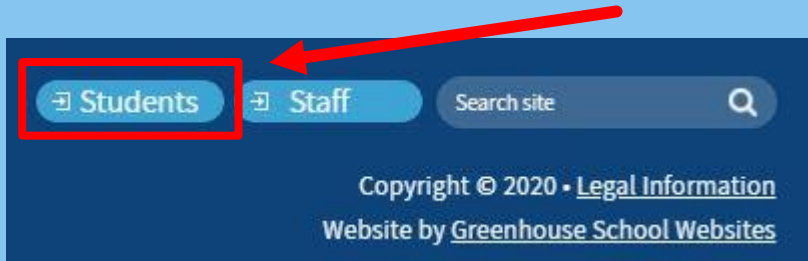 Students Staff Search site
Copyright © 2020 • Legal Information
Website by Greenhouse School Websites